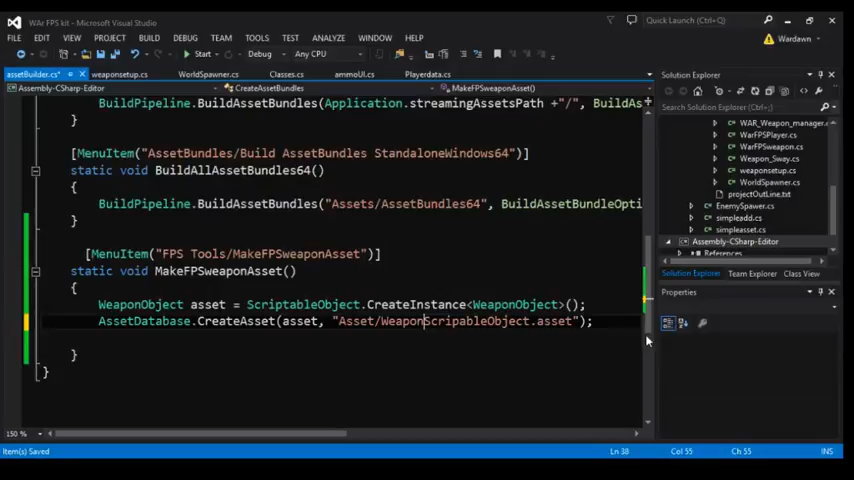 WAr FPS kit - Microsoft Visual Studio
Quick Launch (Ctrl+Q)
FILE EDIT VIEW PROJECT BUILD DEBUG TEAM TOOLS TEST ANALYZE WINDOW HELP
Wardawn
Start Debug Any CPU
assetBuilder.cs* weaponsetup.cs WorldSpawner.cs Classes.cs ammoUI.cs Playerdata.cs
Assembly-CSharp-Editor CreateAssetBundles MakeFPSweaponAsset()
BuildPipeline.BuildAssetBundles(Application.streamingAssetsPath +"/", BuildAs
}
[MenuItem("AssetBundles/Build AssetBundles StandaloneWindows64")]
static void BuildAllAssetBundles64()
{
BuildPipeline.BuildAssetBundles("Assets/AssetBundles64", BuildAssetBundleOpti
}
[MenuItem("FPS Tools/MakeFPSweaponAsset")]
static void MakeFPSweaponAsset()
{
WeaponObject asset = ScriptableObject.CreateInstance<WeaponObject>();
AssetDatabase.CreateAsset(asset, "Asset/WeaponScripableObject.asset");
}
}
150 %
Solution Explorer
Search Solution Explorer (Ctrl+;)
WAR_Weapon_manager.
WarFPSPlayer.cs
WarFPSweapon.cs
Weapon_Sway.cs
weaponsetup.cs
WorldSpawner.cs
projectOutLine.txt
EnemySpawer.cs
simpleadd.cs
simpleasset.cs
Assembly-CSharp-Editor
References
Solution Explorer Team Explorer Class View
Properties
Item(s) Saved Ln 38 Col 55 Ch 55 INS